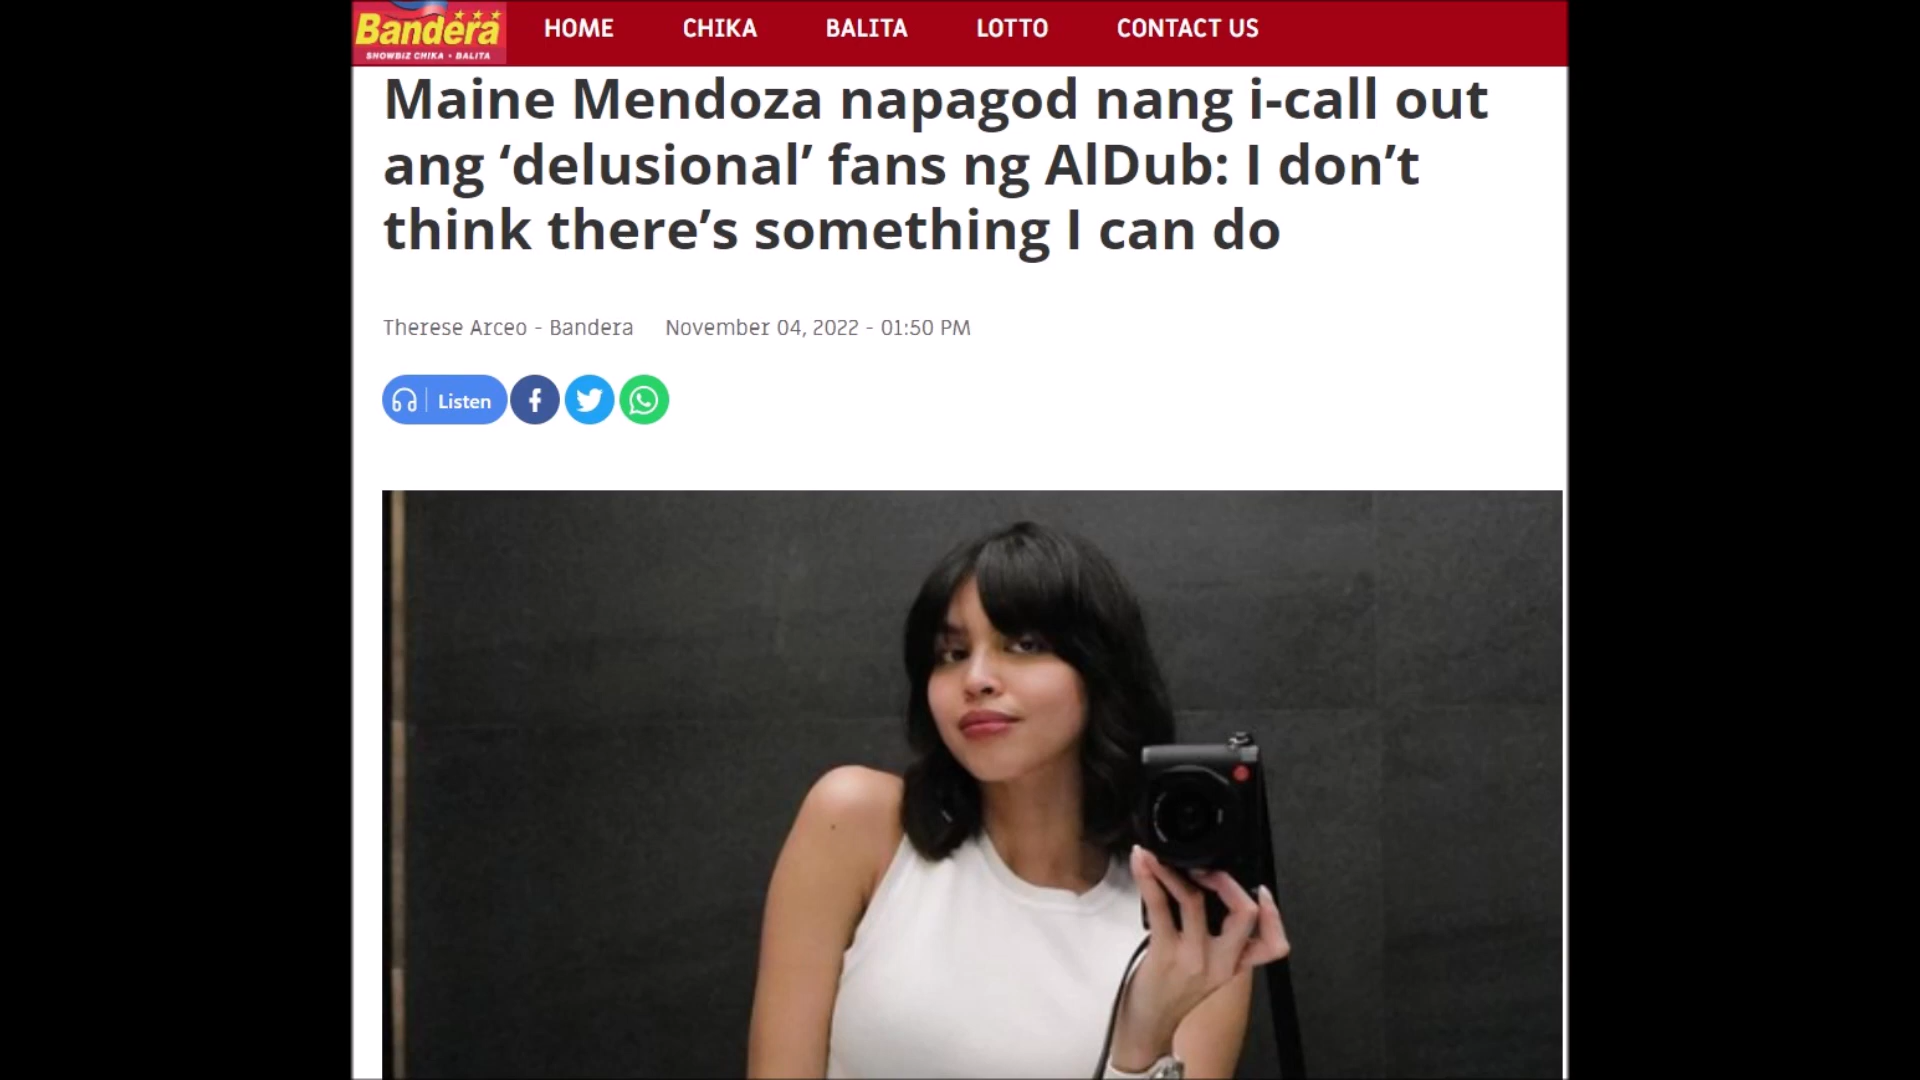 Bandera
SHOWBIZ CHIKA • BALITA
HOME CHIKA BALITA LOTTO CONTACT US
Maine Mendoza napagod nang i-call out
ang ‘delusional’ fans ng AlDub: I don’t
think there’s something I can do
Therese Arceo - Bandera November 04, 2022 - 01:50 PM
Listen